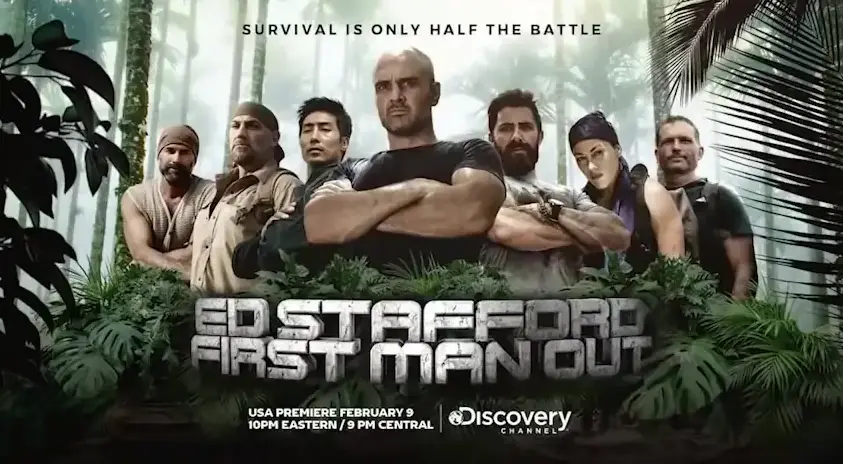 SURVIVAL IS ONLY HALF THE BATTLE
ED STAFFORD
FIRST MAN OUT
USA PREMIERE FEBRUARY 9
10PM EASTERN / 9 PM CENTRAL
Discovery
CHANNEL